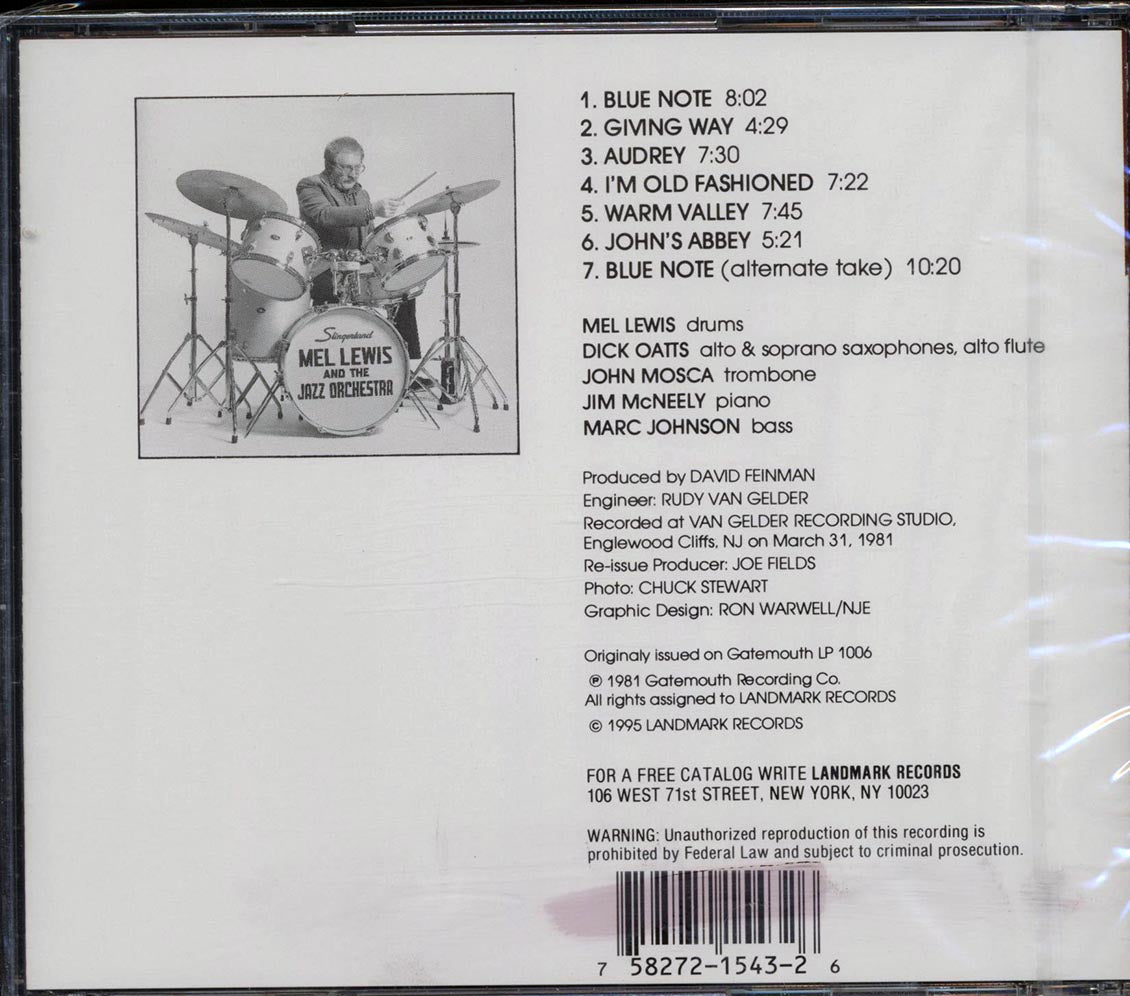 1. BLUE NOTE 8:02
2. GIVING WAY 4:29
3. AUDREY 7:30
4. I'M OLD FASHIONED 7:22
5. WARM VALLEY 7:45
6. JOHN'S ABBEY 5:21
7. BLUE NOTE (alternate take) 10:20
MEL LEWIS drums
DICK OATTS alto & soprano saxophones, alto flute
JOHN MOSCA trombone
JIM McNEELY piano
MARC JOHNSON bass
Slingerland
MEL LEWIS
AND THE
JAZZ ORCHESTRA
Produced by DAVID FEINMAN
Engineer: RUDY VAN GELDER
Recorded at VAN GELDER RECORDING STUDIO,
Englewood Cliffs, NJ on March 31, 1981
Re-issue Producer: JOE FIELDS
Photo: CHUCK STEWART
Graphic Design: RON WARWELL/NJE
Originaly issued on Gatemouth LP 1006
℗ 1981 Gatemouth Recording Co.
All rights assigned to LANDMARK RECORDS
© 1995 LANDMARK RECORDS
FOR A FREE CATALOG WRITE LANDMARK RECORDS
106 WEST 71st STREET, NEW YORK, NY 10023
WARNING: Unauthorized reproduction of this recording is
prohibited by Federal Law and subject to criminal prosecution.
7 58272-1543-2 6